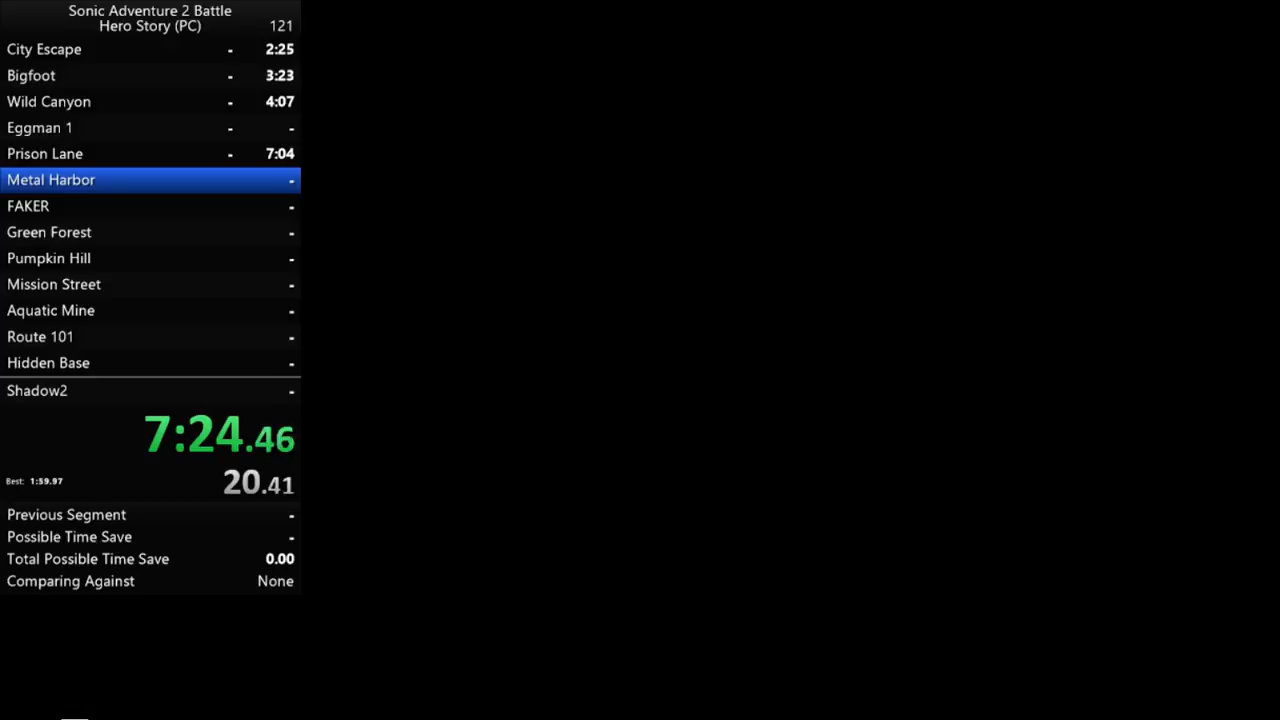 Sonic Adventure 2 Battle
Hero Story (PC) 121
City Escape - 2:25
Bigfoot - 3:23
Wild Canyon - 4:07
Eggman 1 - -
Prison Lane - 7:04
Metal Harbor -
FAKER -
Green Forest -
Pumpkin Hill -
Mission Street -
Aquatic Mine -
Route 101 -
Hidden Base -
Shadow2 -
7:24.46
Best: 1:59.97 20.41
Previous Segment -
Possible Time Save -
Total Possible Time Save 0.00
Comparing Against None